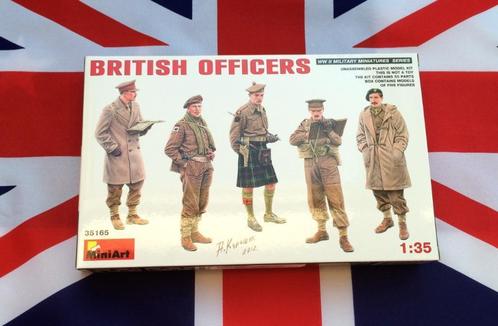 BRITISH OFFICERS
WW II MILITARY MINIATURES SERIES
UNASSEMBLED PLASTIC MODEL KIT
THIS IS NOT A TOY
THE KIT CONTAINS 53 PARTS
BOX CONTAINS MODELS
OF FIVE FIGURES
35165
MiniArt
1:35